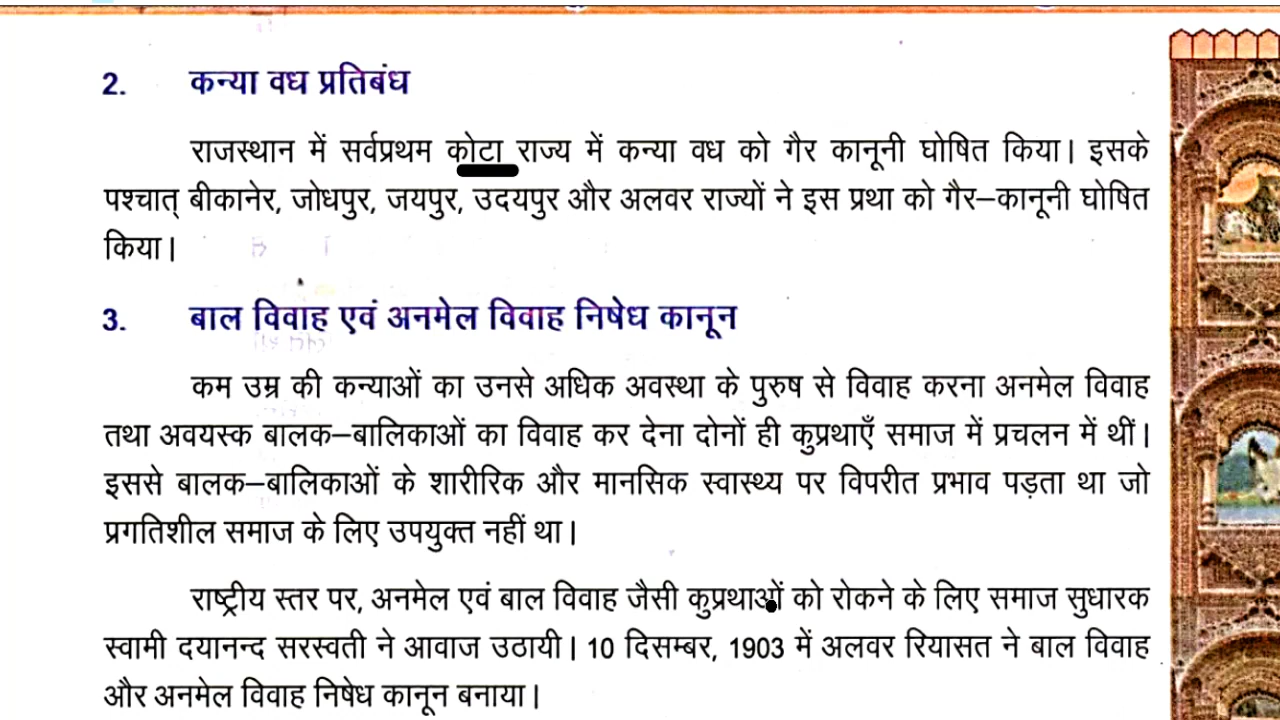 2. कन्या वध प्रतिबंध
राजस्थान में सर्वप्रथम कोटा राज्य में कन्या वध को गैर कानूनी घोषित किया। इसके
पश्चात् बीकानेर, जोधपुर, जयपुर, उदयपुर और अलवर राज्यों ने इस प्रथा को गैर–कानूनी घोषित
किया।
3. बाल विवाह एवं अनमेल विवाह निषेध कानून
कम उम्र की कन्याओं का उनसे अधिक अवस्था के पुरुष से विवाह करना अनमेल विवाह
तथा अवयस्क बालक–बालिकाओं का विवाह कर देना दोनों ही कुप्रथाएँ समाज में प्रचलन में थीं।
इससे बालक–बालिकाओं के शारीरिक और मानसिक स्वास्थ्य पर विपरीत प्रभाव पड़ता था जो
प्रगतिशील समाज के लिए उपयुक्त नहीं था।
राष्ट्रीय स्तर पर, अनमेल एवं बाल विवाह जैसी कुप्रथाओं को रोकने के लिए समाज सुधारक
स्वामी दयानन्द सरस्वती ने आवाज उठायी। 10 दिसम्बर, 1903 में अलवर रियासत ने बाल विवाह
और अनमेल विवाह निषेध कानून बनाया।